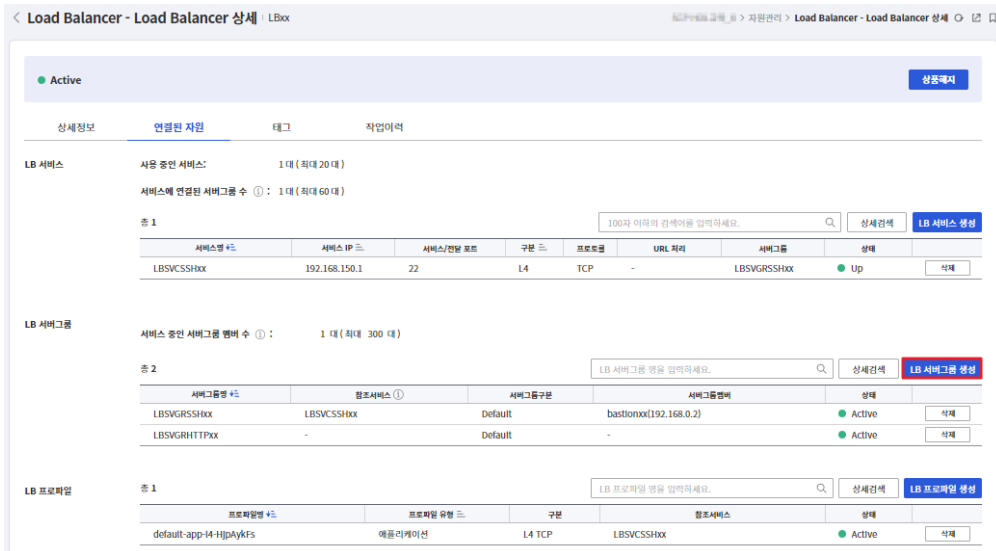 < Load Balancer - Load Balancer 상세 | LBxx
> 자원관리 > Load Balancer - Load Balancer 상세
Active
상품해지
상세정보 연결된 자원 태그 작업이력
LB 서비스 사용 중인 서비스: 1 대 ( 최대 20 대 )
서비스에 연결된 서버그룹 수 ⓘ : 1 대 ( 최대 60 대 )
총 1 100자 이하의 검색어를 입력하세요. 상세검색 LB 서비스 생성
서비스명 서비스 IP 서비스/전달 포트 구분 프로토콜 URL 처리 서버그룹 상태
LBSVCSSHxx 192.168.150.1 22 L4 TCP - LBSVGRSSHxx Up 삭제
LB 서버그룹
서비스 중인 서버그룹 멤버 수 ⓘ : 1 대 ( 최대 300 대 )
총 2 LB 서버그룹 명을 입력하세요. 상세검색 LB 서버그룹 생성
서버그룹명 참조서비스 ⓘ 서버그룹구분 서버그룹멤버 상태
LBSVGRSSHxx LBSVCSSHxx Default bastionxx(192.168.0.2) Active 삭제
LBSVGRHTTPxx - Default - Active 삭제
LB 프로파일 총 1 LB 프로파일 명을 입력하세요. 상세검색 LB 프로파일 생성
프로파일명 프로파일 유형 구분 참조서비스 상태
default-app-l4-HJpAykFs 애플리케이션 L4 TCP LBSVCSSHxx Active 삭제